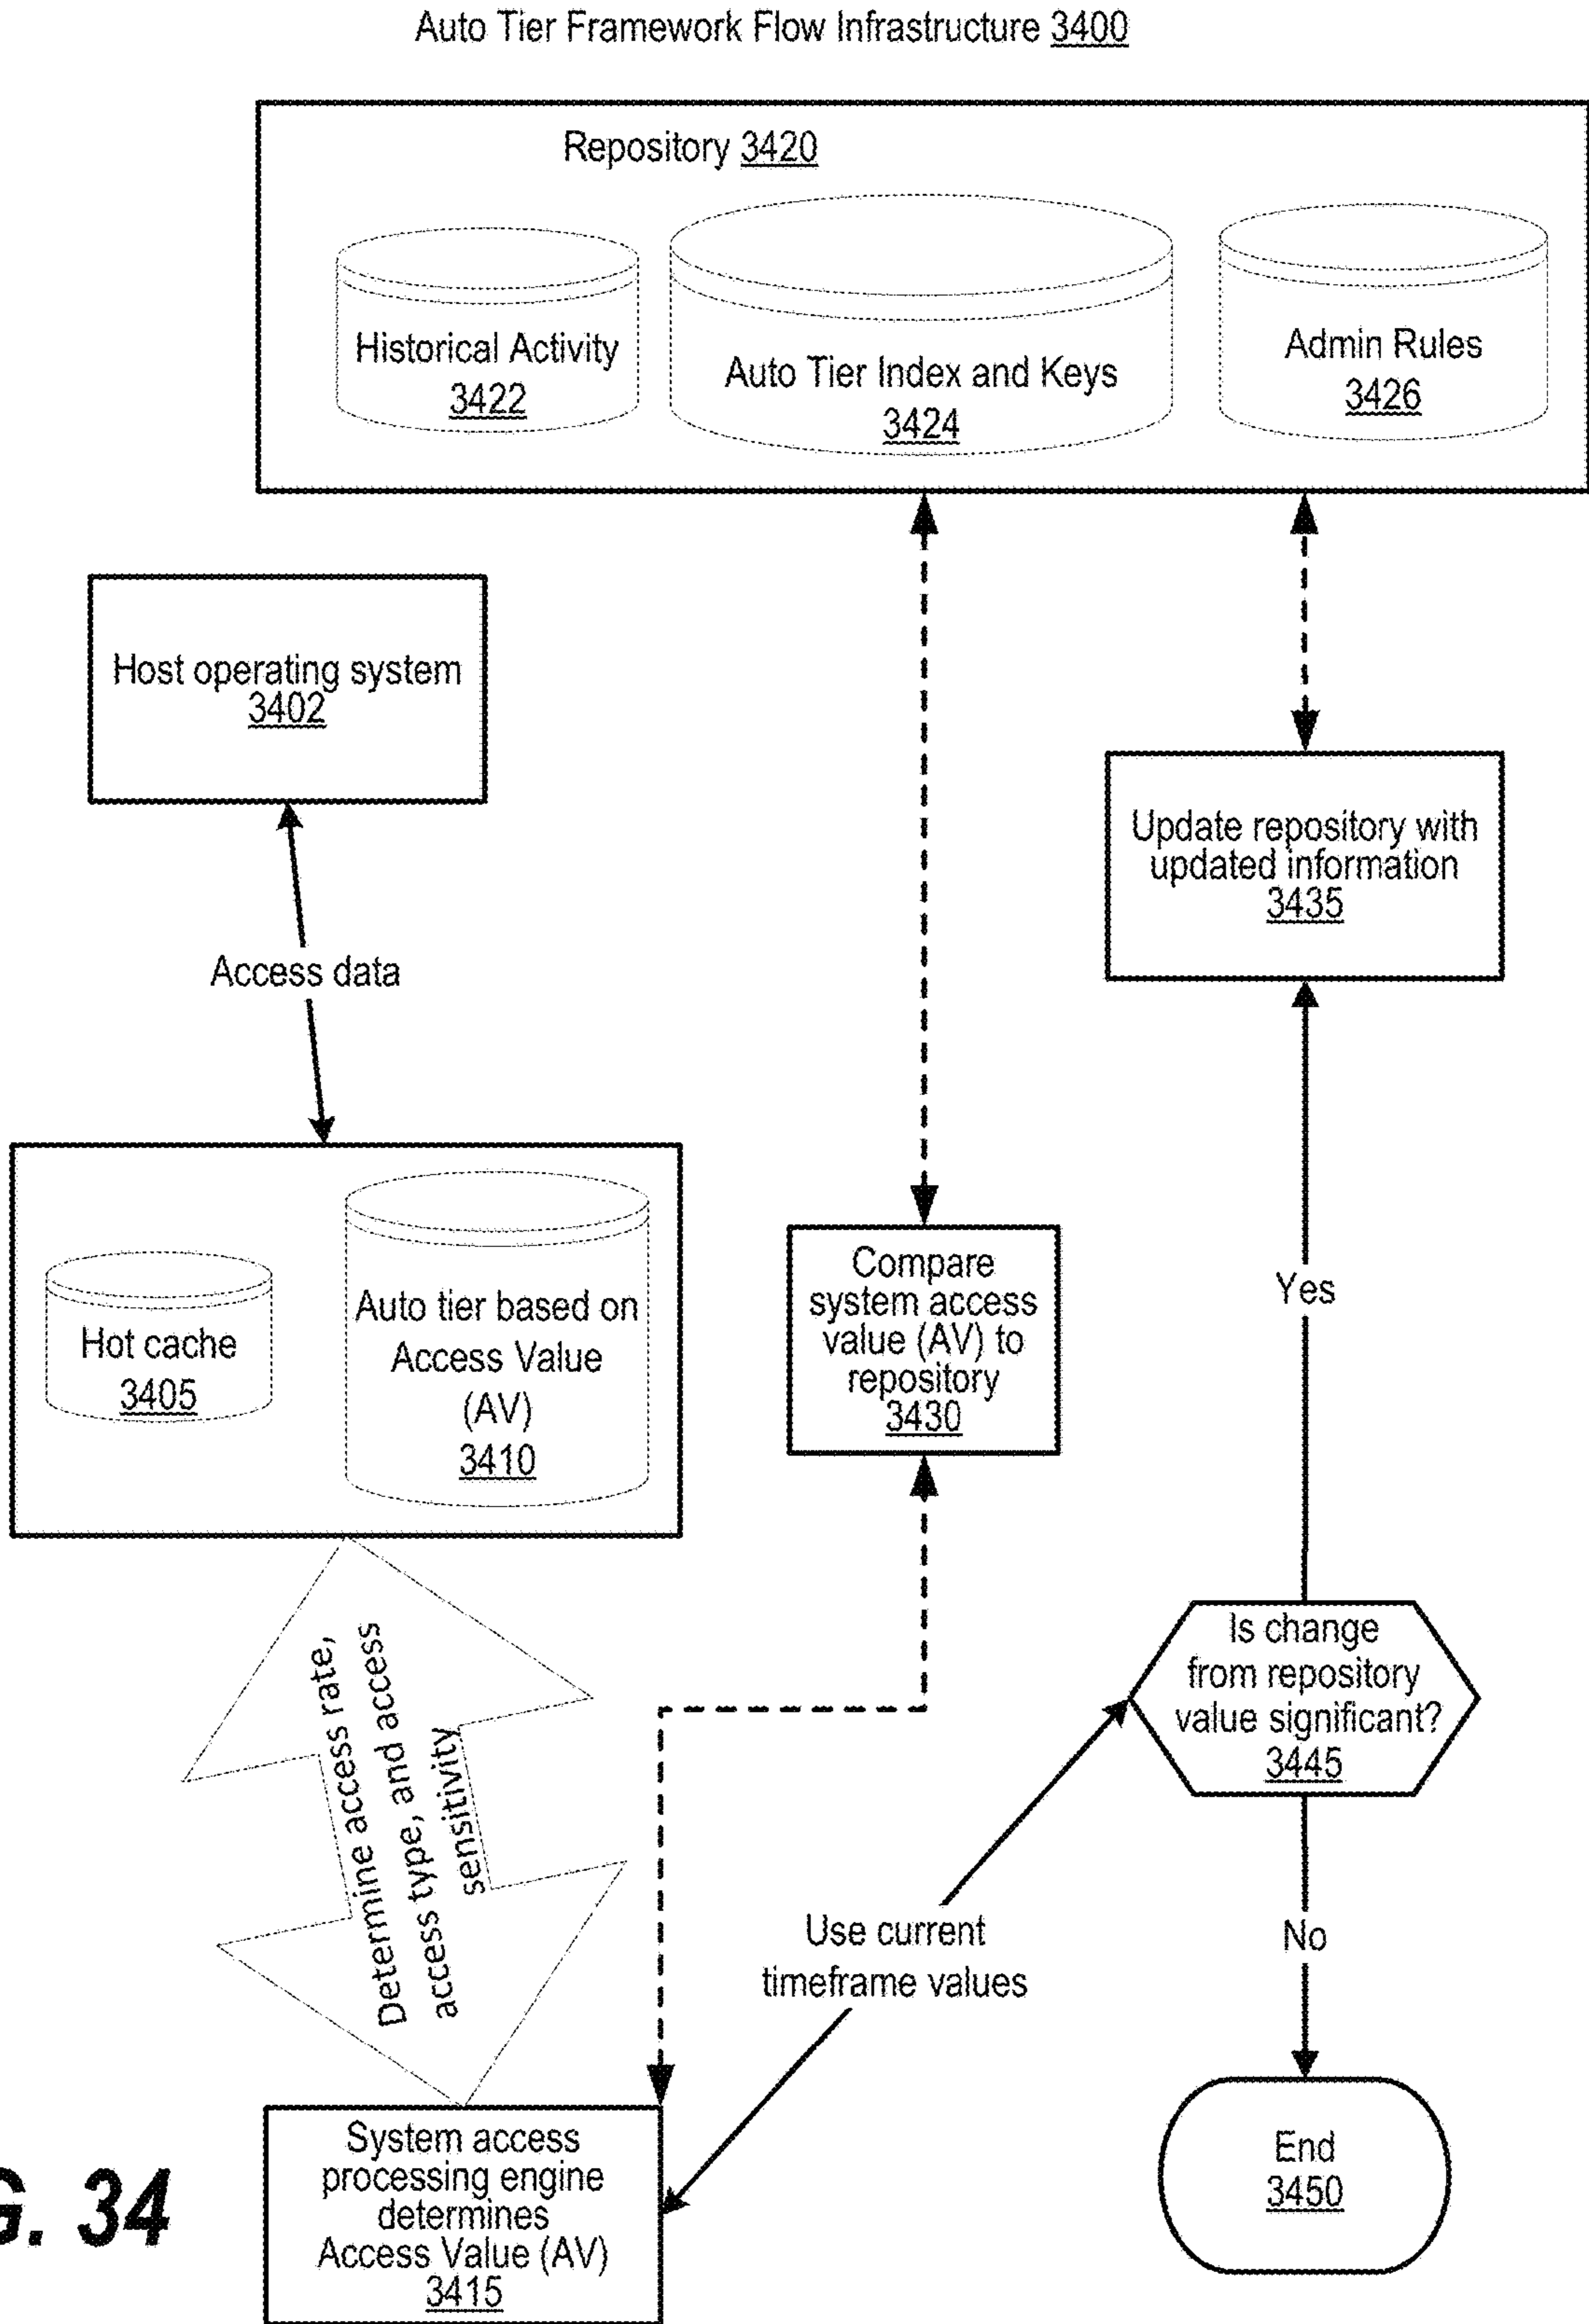 Auto Tier Framework Flow Infrastructure 3400
Repository 3420
Historical Activity
3422
Auto Tier Index and Keys
3424
Admin Rules
3426
Host operating system
3402
Update repository with
updated information
3435
Access data
Hot cache
3405
Auto tier based on
Access Value
(AV)
3410
Compare
system access
value (AV) to
repository
3430
Yes
Determine access rate,
access type, and access
sensitivity
Is change
from repository
value significant?
3445
Use current
timeframe values
No
System access
processing engine
determines
Access Value (AV)
3415
End
3450
G. 34